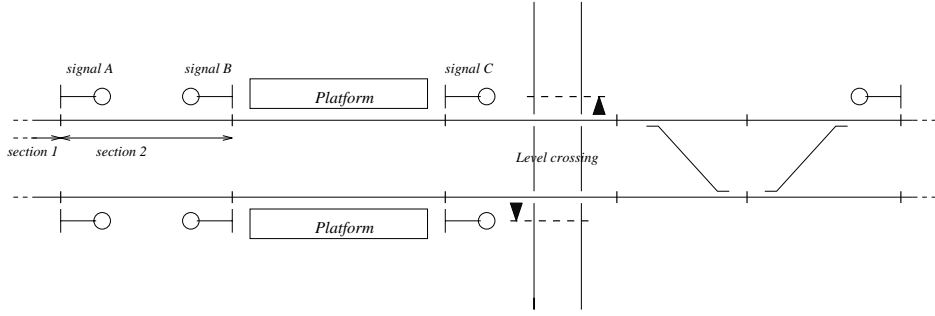 signal A
signal B
signal C
Platform
section 1
section 2
Level crossing
Platform